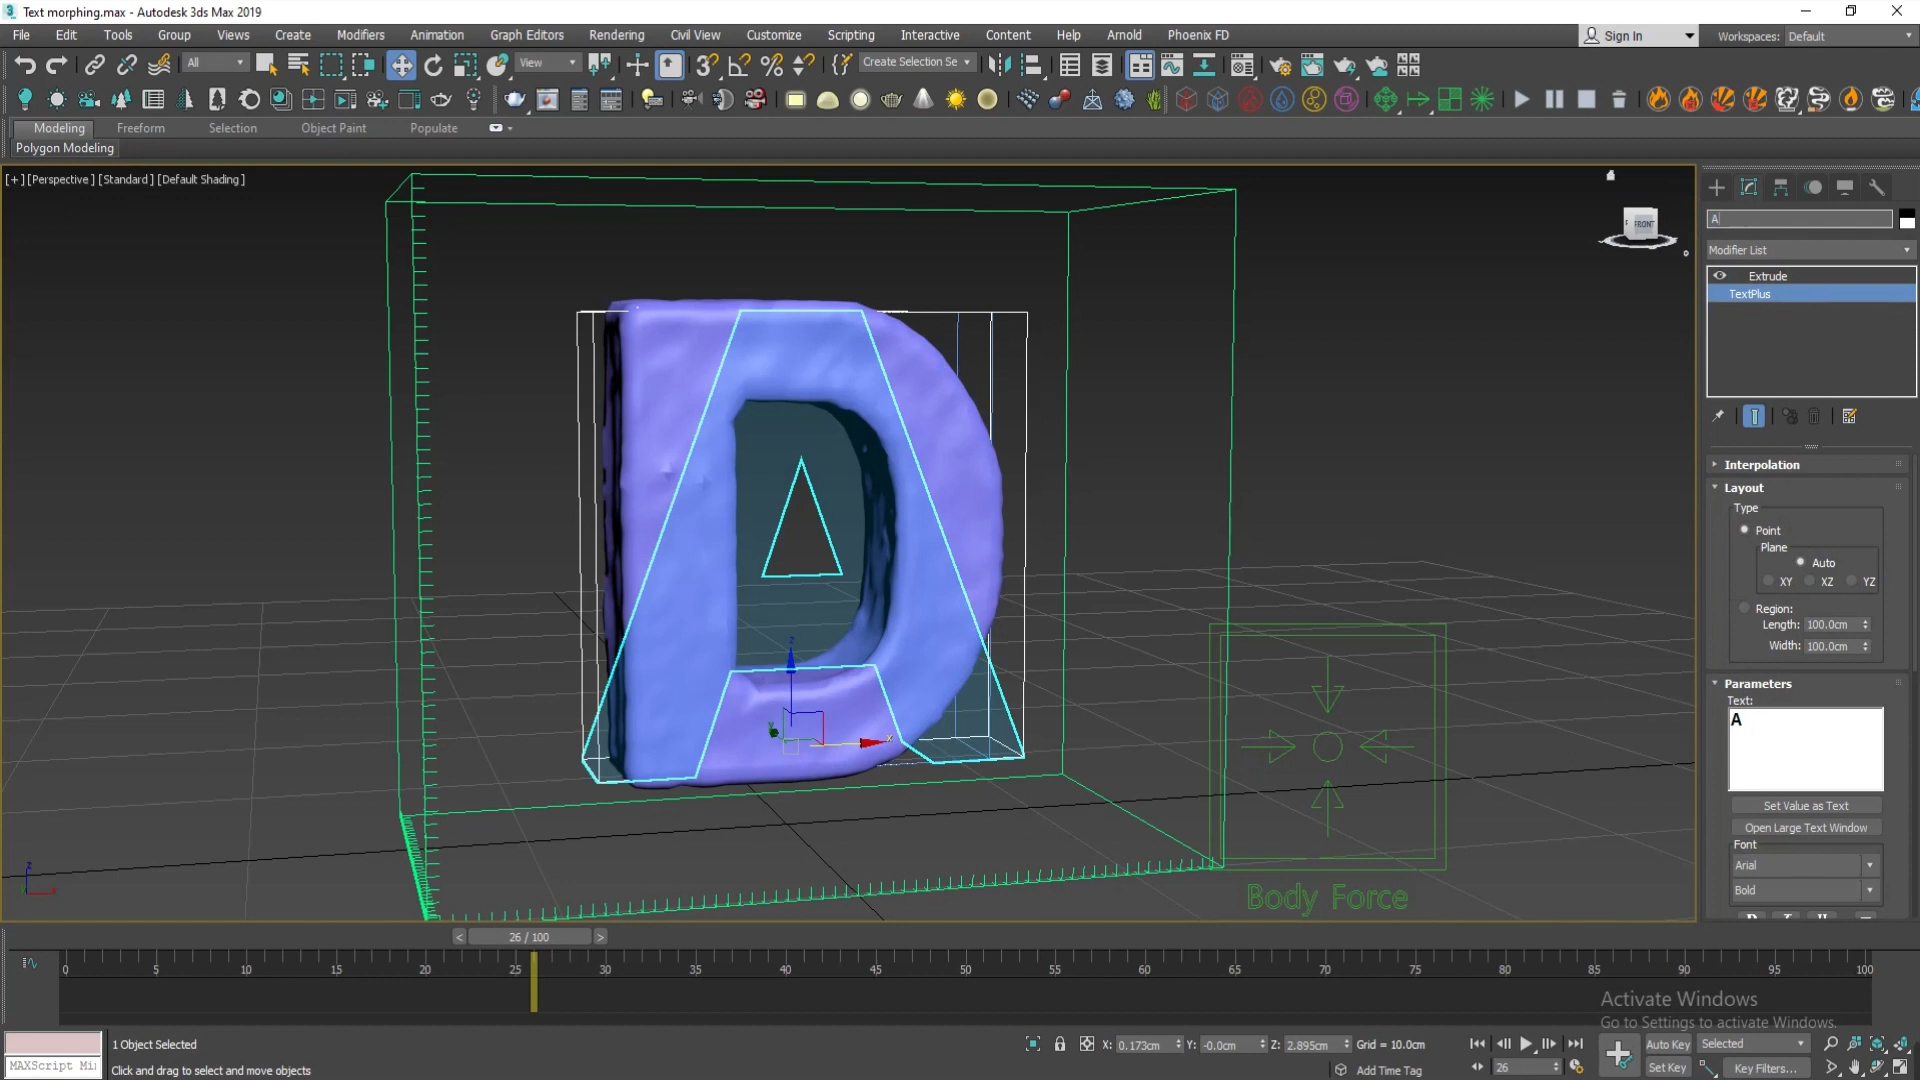 Text morphing.max - Autodesk 3ds Max 2019
File Edit Tools Group Views Create Modifiers Animation Graph Editors Rendering Civil View Customize Scripting Interactive Content Help Arnold Phoenix FD
Sign In
Workspaces: Default
All
View
Create Selection Se
Modeling Freeform Selection Object Paint Populate
Polygon Modeling
[+] [Perspective] [Standard] [Default Shading]
FRONT
A
Modifier List
Extrude
TextPlus
Interpolation
Layout
Type
Point
Plane
Auto
XY XZ YZ
Region:
Length: 100.0cm
Width: 100.0cm
Parameters
Text:
A
Set Value as Text
Open Large Text Window
Font
Arial
Bold
D
z
y
x
Body Force
z
< 26 / 100 >
0 5 10 15 20 25 30 35 40 45 50 55 60 65 70 75 80 85 90 95 100
Activate Windows
Go to Settings to activate Windows.
MAXScript Mi
1 Object Selected
Click and drag to select and move objects
X: 0.173cm Y: -0.0cm Z: 2.895cm Grid = 10.0cm
Add Time Tag
26
Auto Key Selected
Set Key Key Filters...